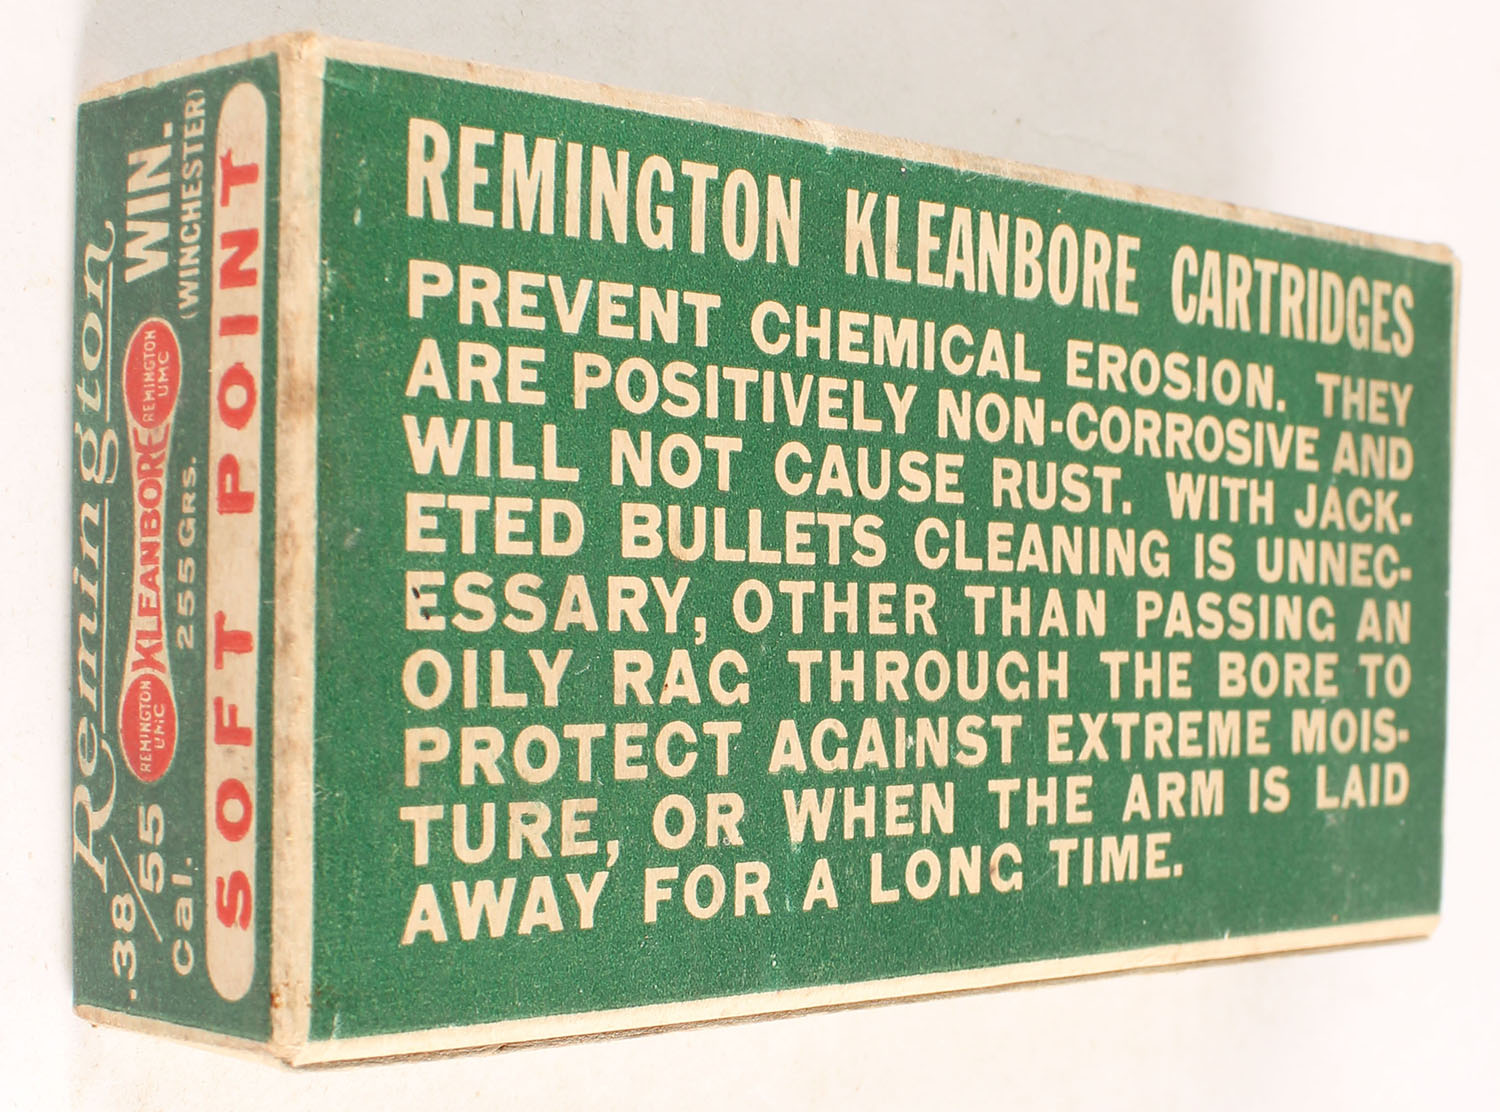 Remington
.38/55 REMINGTON UMC KLEANBORE REMINGTON UMC WIN.
Cal. 255 GRS. (WINCHESTER)
SOFT POINT
REMINGTON KLEANBORE CARTRIDGES
PREVENT CHEMICAL EROSION. THEY
ARE POSITIVELY NON-CORROSIVE AND
WILL NOT CAUSE RUST. WITH JACK-
ETED BULLETS CLEANING IS UNNEC-
ESSARY, OTHER THAN PASSING AN
OILY RAG THROUGH THE BORE TO
PROTECT AGAINST EXTREME MOIS-
TURE, OR WHEN THE ARM IS LAID
AWAY FOR A LONG TIME.